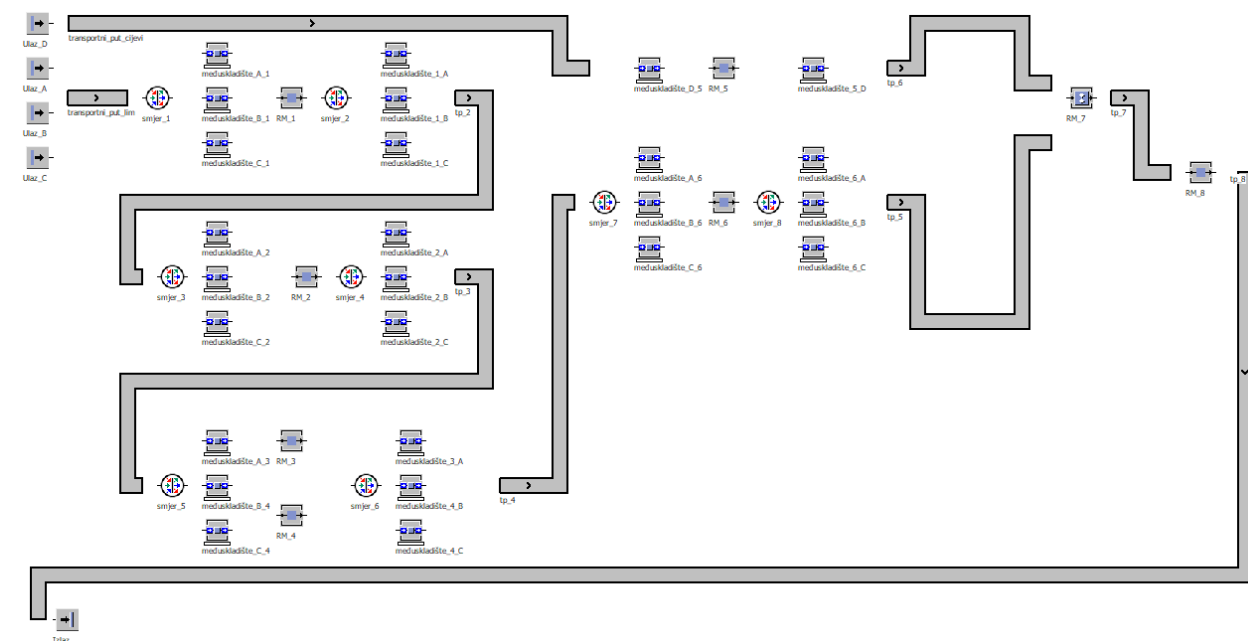 Ulaz_D
transportni_put_cijevi
Ulaz_A
međuskladište_A_1
međuskladište_1_A
međuskladište_D_5
RM_5
međuskladište_5_D
tp_6
Ulaz_B
transportni_put_lim
smjer_1
međuskladište_B_1
RM_1
smjer_2
međuskladište_1_B
tp_2
RM_7
tp_7
Ulaz_C
međuskladište_C_1
međuskladište_1_C
međuskladište_A_6
međuskladište_6_A
RM_8
tp_8
smjer_7
međuskladište_B_6
RM_6
smjer_8
međuskladište_6_B
tp_5
međuskladište_A_2
međuskladište_2_A
međuskladište_C_6
međuskladište_6_C
smjer_3
međuskladište_B_2
RM_2
smjer_4
međuskladište_2_B
tp_3
međuskladište_C_2
međuskladište_2_C
međuskladište_A_3
RM_3
međuskladište_3_A
smjer_5
međuskladište_B_4
smjer_6
međuskladište_4_B
tp_4
RM_4
međuskladište_C_4
međuskladište_4_C
Izlaz